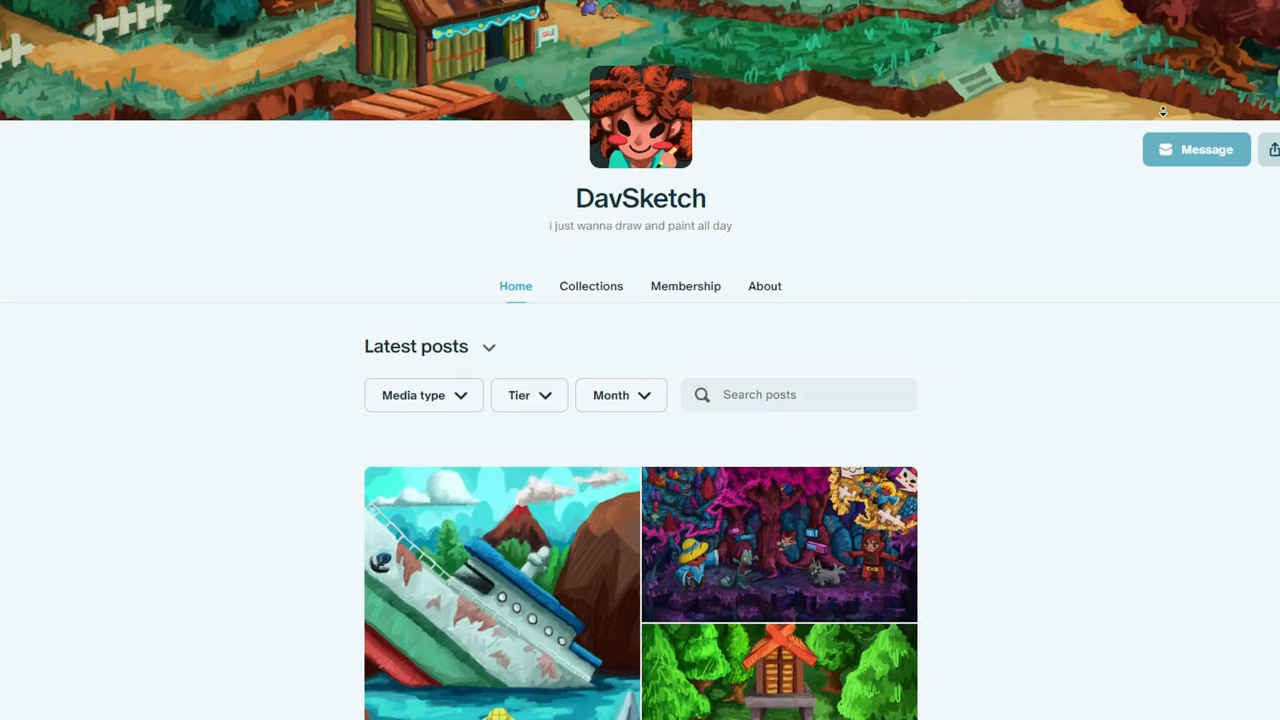 Message
DavSketch
i just wanna draw and paint all day
Home Collections Membership About
Latest posts
Media type Tier Month Search posts